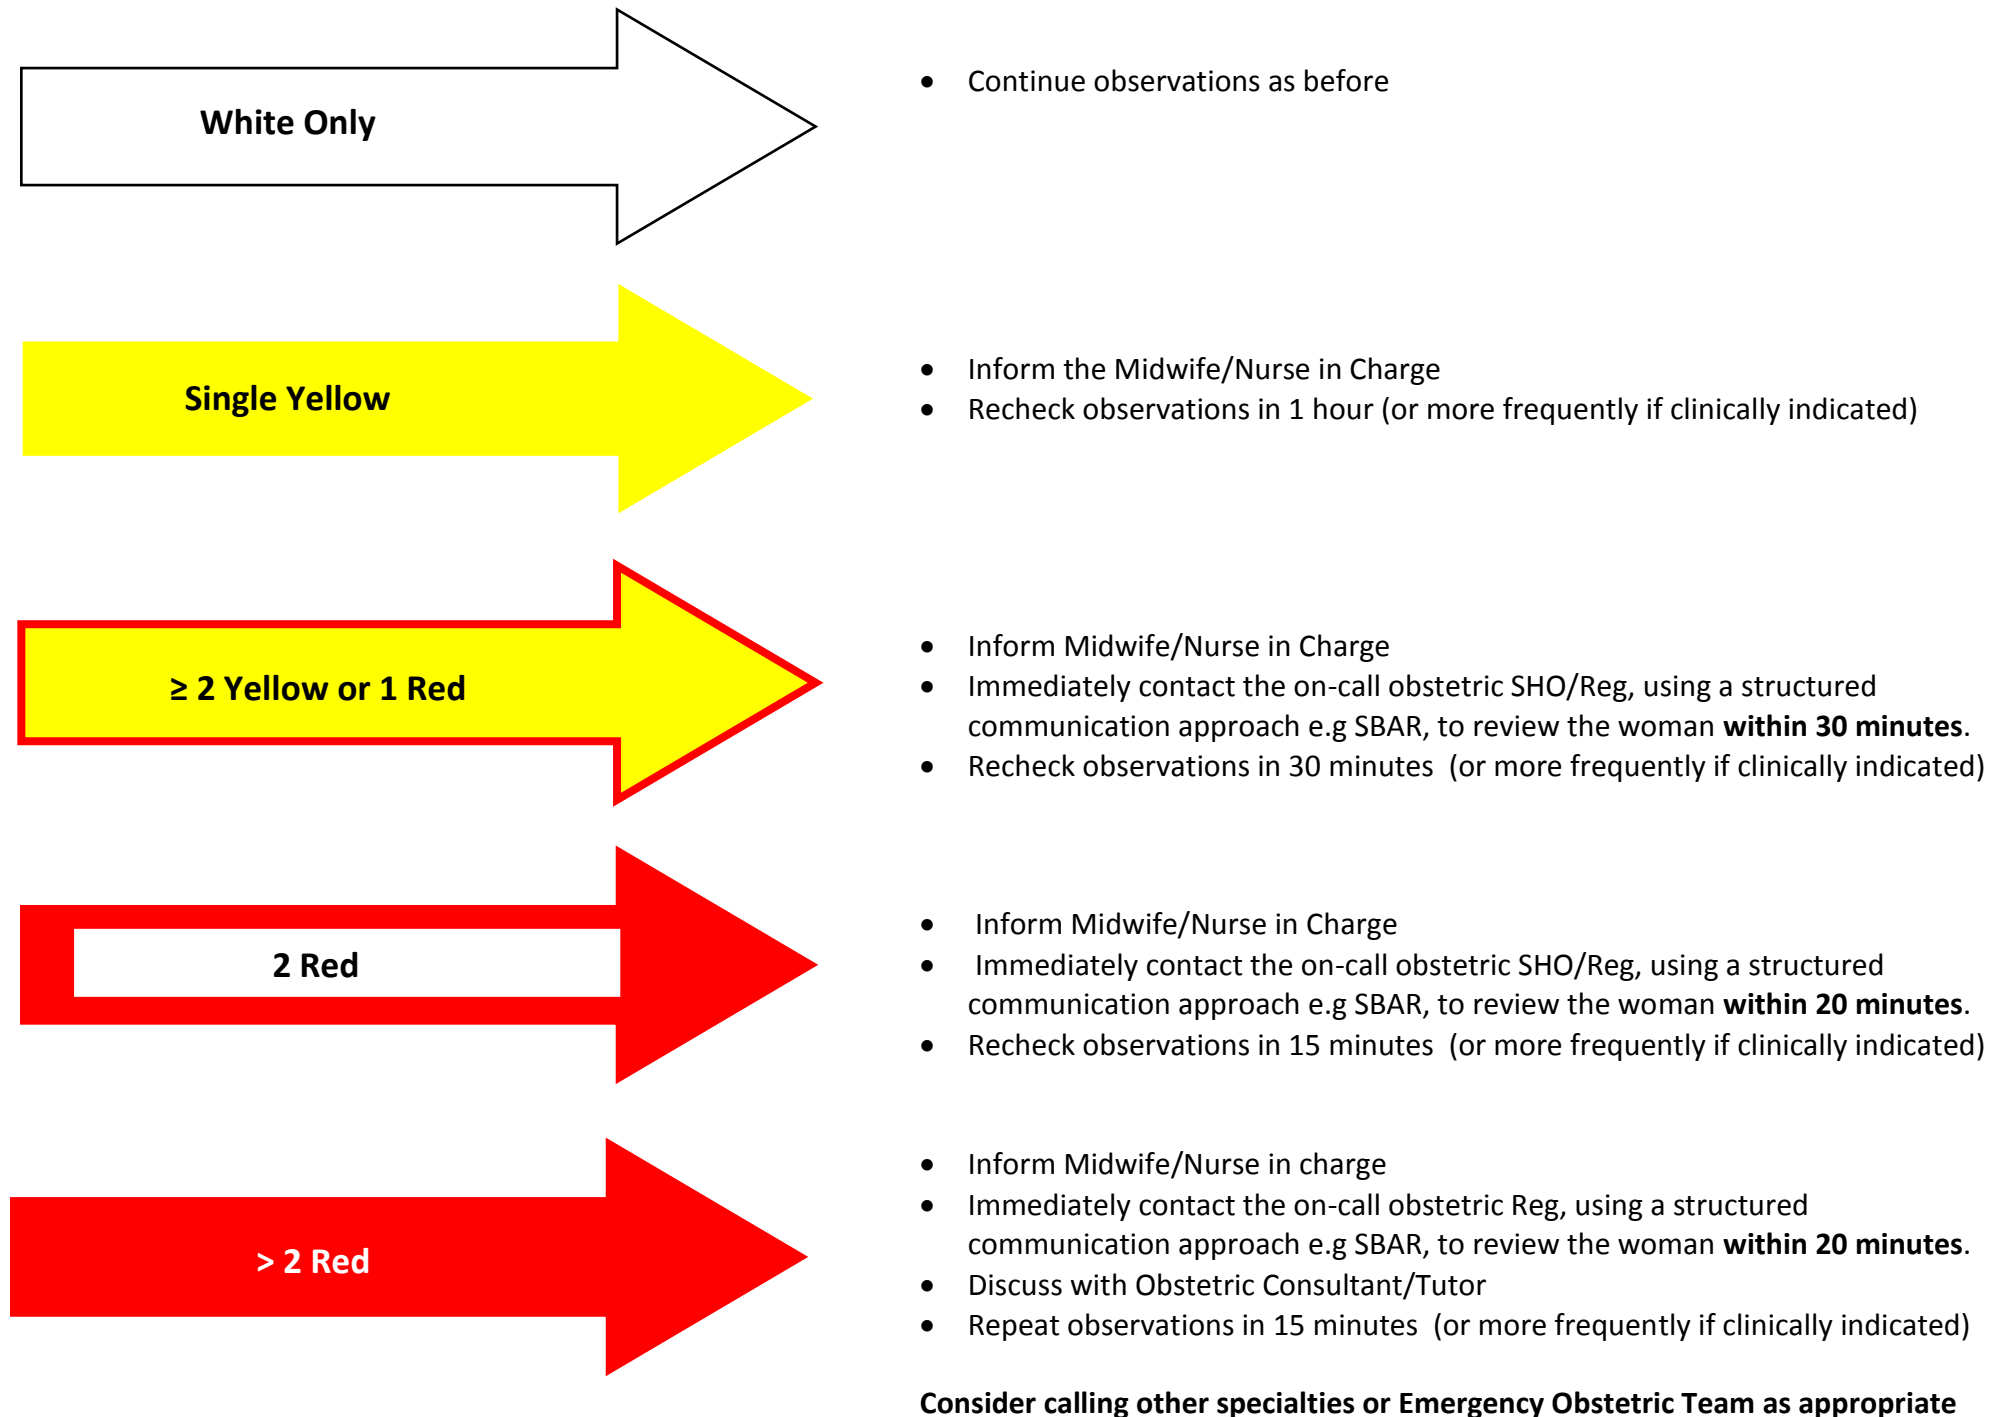 White Only
• Continue observations as before
Single Yellow
• Inform the Midwife/Nurse in Charge
• Recheck observations in 1 hour (or more frequently if clinically indicated)
≥ 2 Yellow or 1 Red
• Inform Midwife/Nurse in Charge
• Immediately contact the on-call obstetric SHO/Reg, using a structured
communication approach e.g SBAR, to review the woman within 30 minutes.
• Recheck observations in 30 minutes (or more frequently if clinically indicated)
2 Red
• Inform Midwife/Nurse in Charge
• Immediately contact the on-call obstetric SHO/Reg, using a structured
communication approach e.g SBAR, to review the woman within 20 minutes.
• Recheck observations in 15 minutes (or more frequently if clinically indicated)
> 2 Red
• Inform Midwife/Nurse in charge
• Immediately contact the on-call obstetric Reg, using a structured
communication approach e.g SBAR, to review the woman within 20 minutes.
• Discuss with Obstetric Consultant/Tutor
• Repeat observations in 15 minutes (or more frequently if clinically indicated)
Consider calling other specialties or Emergency Obstetric Team as appropriate